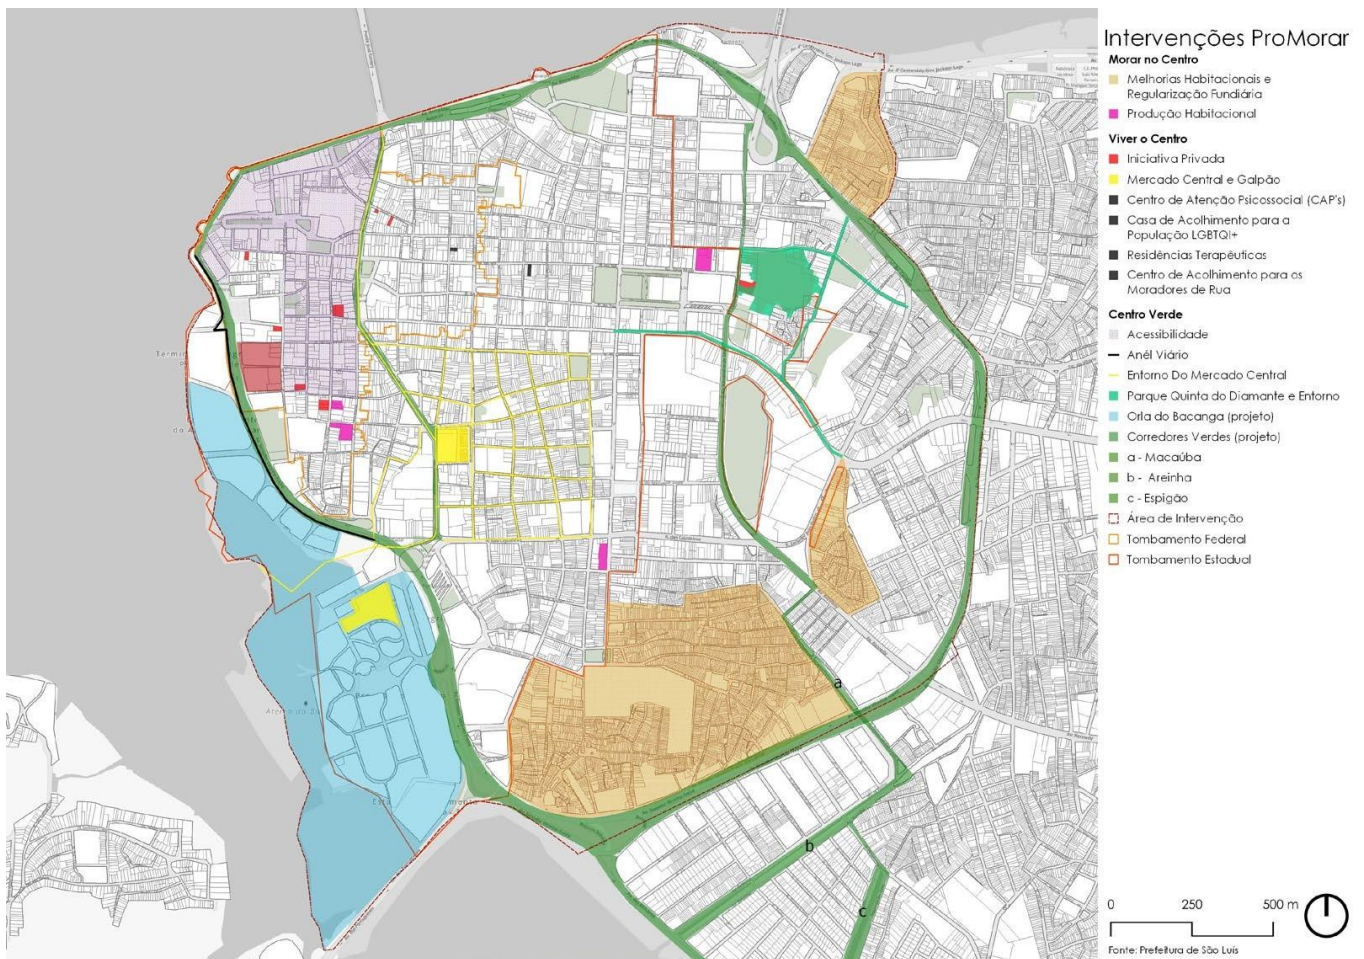 Intervenções ProMorar
Morar no Centro
Melhorias Habitacionais e
Regularização Fundiária
Produção Habitacional
Viver o Centro
Iniciativa Privada
Mercado Central e Galpão
Centro de Atenção Psicossocial (CAP's)
Casa de Acolhimento para a
População LGBTQI+
Residências Terapêuticas
Centro de Acolhimento para os
Moradores de Rua
Centro Verde
Acessibilidade
Anél Viário
Entorno Do Mercado Central
Parque Quinta do Diamante e Entorno
Orla do Bacanga (projeto)
Corredores Verdes (projeto)
a - Macaúba
b - Areinha
c - Espigão
Área de Intervenção
Tombamento Federal
Tombamento Estadual
a
b
c
0 250 500 m
Fonte: Prefeitura de São Luís